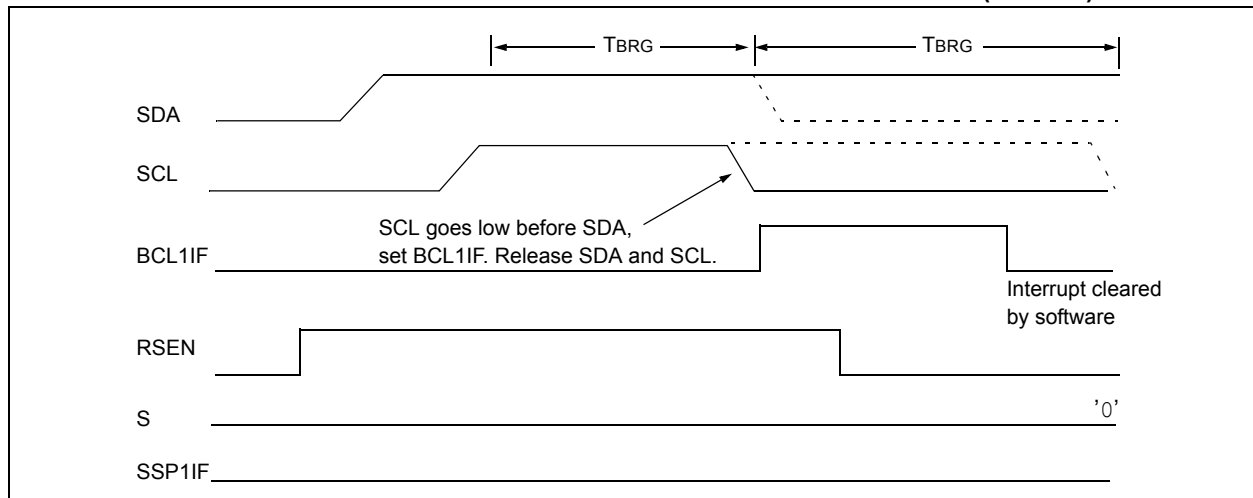 TBRG
TBRG
SDA
SCL
SCL goes low before SDA,
set BCL1IF. Release SDA and SCL.
BCL1IF
Interrupt cleared
by software
RSEN
S
'0'
SSP1IF